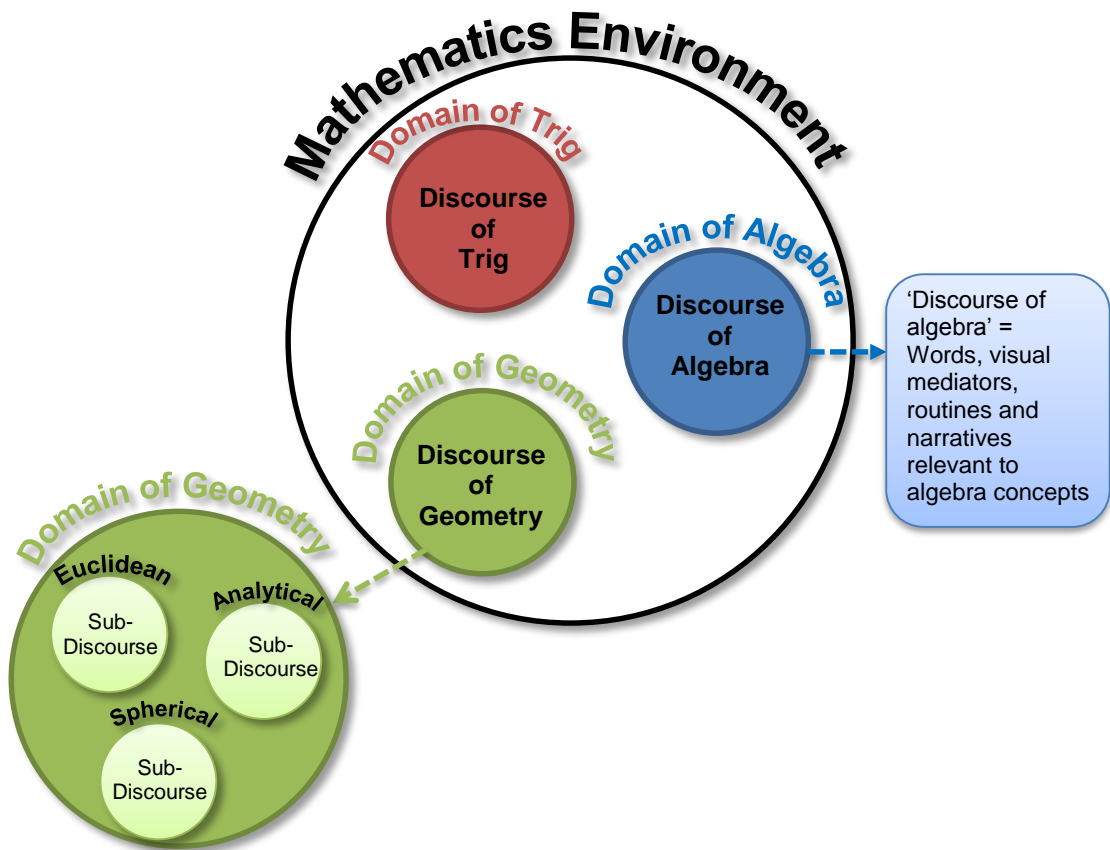 Mathematics Environment
Domain of Trig
Discourse
of
Trig
Domain of Algebra
Discourse
of
Algebra
‘Discourse of
algebra’ =
Words, visual
mediators,
routines and
narratives
relevant to
algebra concepts
Domain of Geometry
Discourse
of
Geometry
Domain of Geometry
Euclidean
Sub-
Discourse
Analytical
Sub-
Discourse
Spherical
Sub-
Discourse